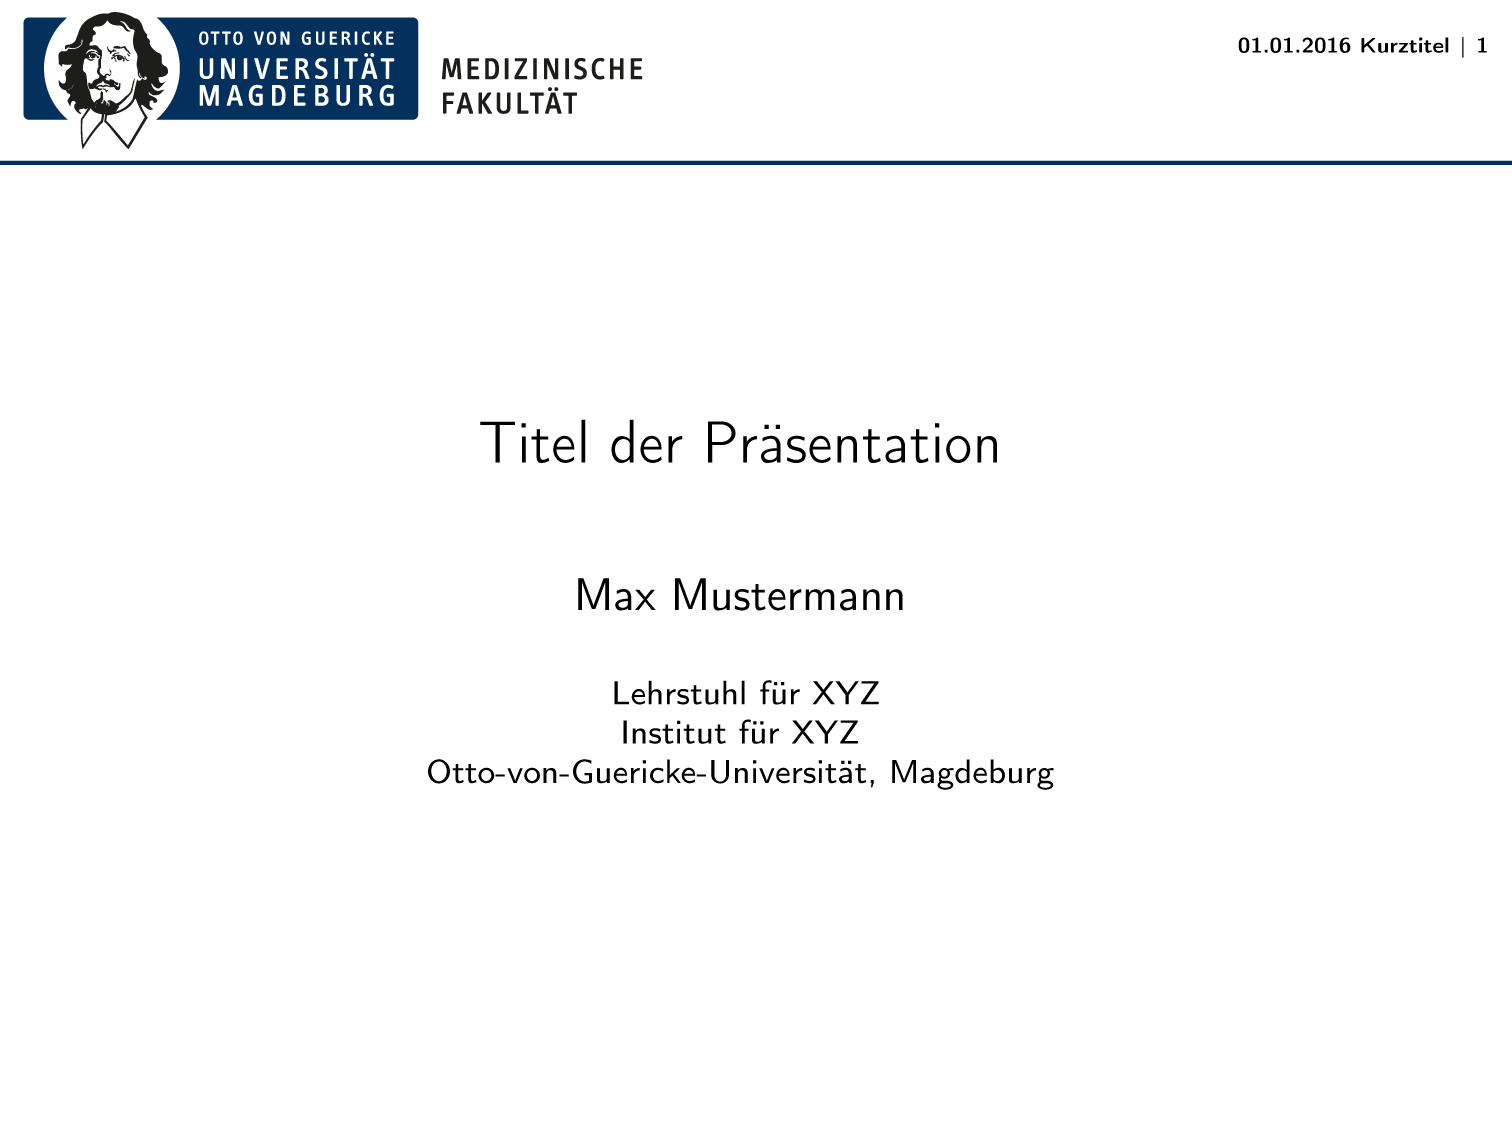 OTTO VON GUERICKE
UNIVERSITÄT
MAGDEBURG
MEDIZINISCHE
FAKULTÄT
01.01.2016 Kurztitel | 1
Titel der Präsentation
Max Mustermann
Lehrstuhl für XYZ
Institut für XYZ
Otto-von-Guericke-Universität, Magdeburg